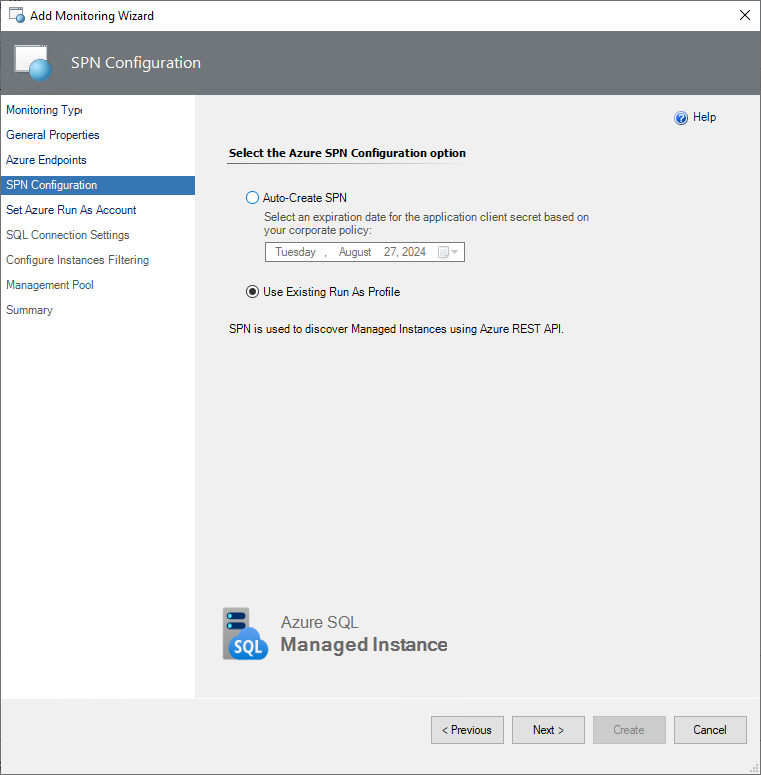 Add Monitoring Wizard
SPN Configuration
Monitoring Type
General Properties
Azure Endpoints
SPN Configuration
Set Azure Run As Account
SQL Connection Settings
Configure Instances Filtering
Management Pool
Summary
Help
Select the Azure SPN Configuration option
Auto-Create SPN
Select an expiration date for the application client secret based on
your corporate policy:
Tuesday , August 27, 2024
Use Existing Run As Profile
SPN is used to discover Managed Instances using Azure REST API.
SQL
Azure SQL
Managed Instance
< Previous
Next >
Create
Cancel